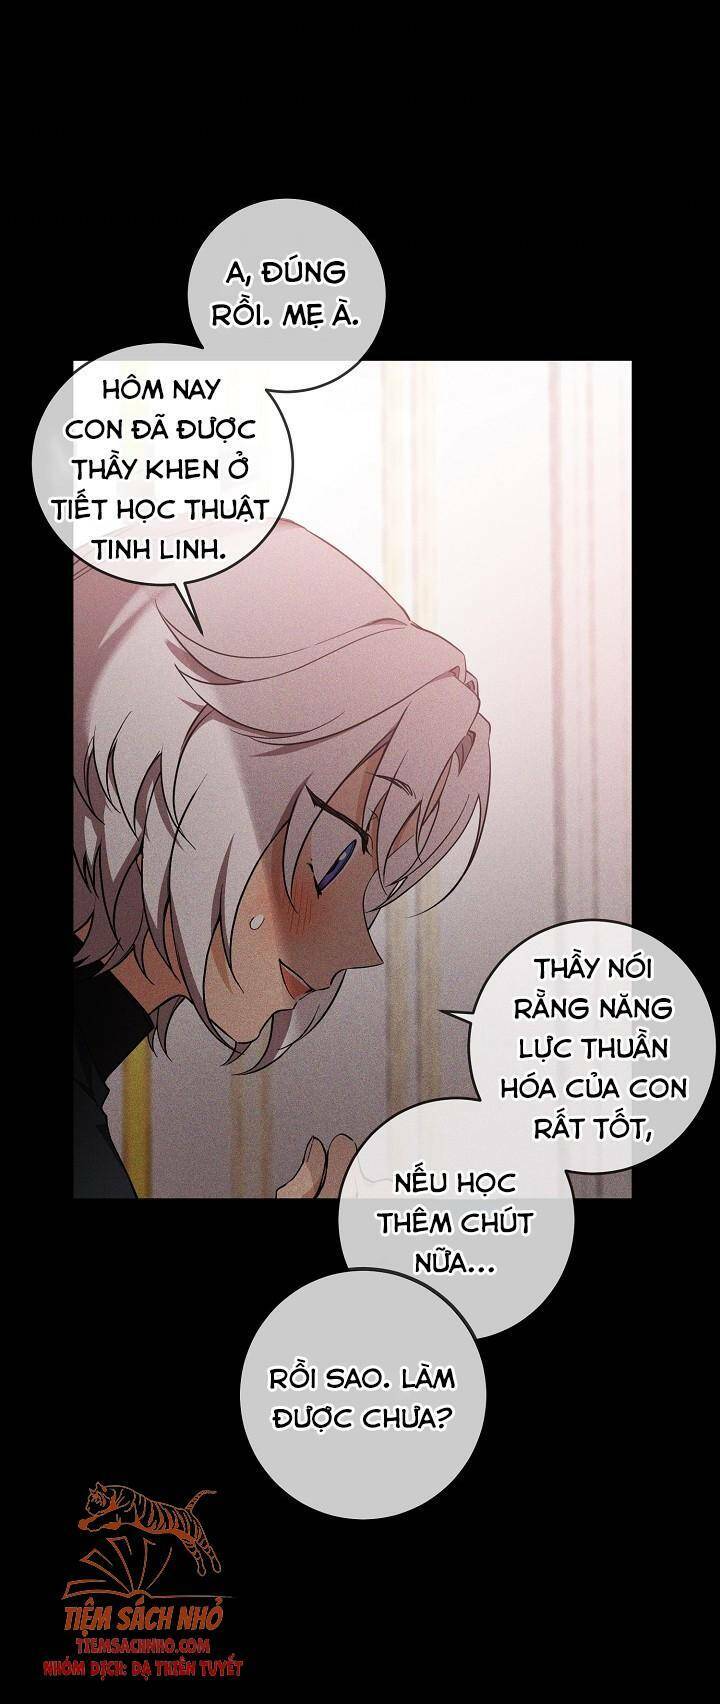 A, ĐÚNG
RỒI. MẸ À.
HÔM NAY
CON ĐÃ ĐƯỢC
THẦY KHEN Ở
TIẾT HỌC THUẬT
TINH LINH.
THẦY NÓI
RẰNG NĂNG
LỰC THUẦN
HÓA CỦA CON
RẤT TỐT,
NẾU HỌC
THÊM CHÚT
NỮA...
RỒI SAO. LÀM
ĐƯỢC CHƯA?
TIỆM SÁCH NHỎ
TIEMSACHNHO.COM
NHÓM DỊCH: DẠ THIÊN TUYẾT